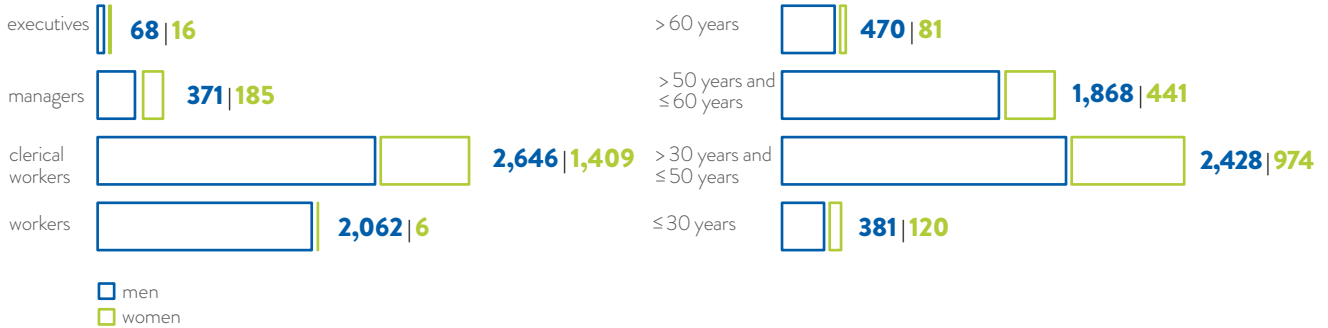 executives 68|16
managers 371|185
clerical
workers 2,646|1,409
workers 2,062|6
men
women
> 60 years 470|81
> 50 years and
≤ 60 years 1,868|441
> 30 years and
≤ 50 years 2,428|974
≤ 30 years 381|120